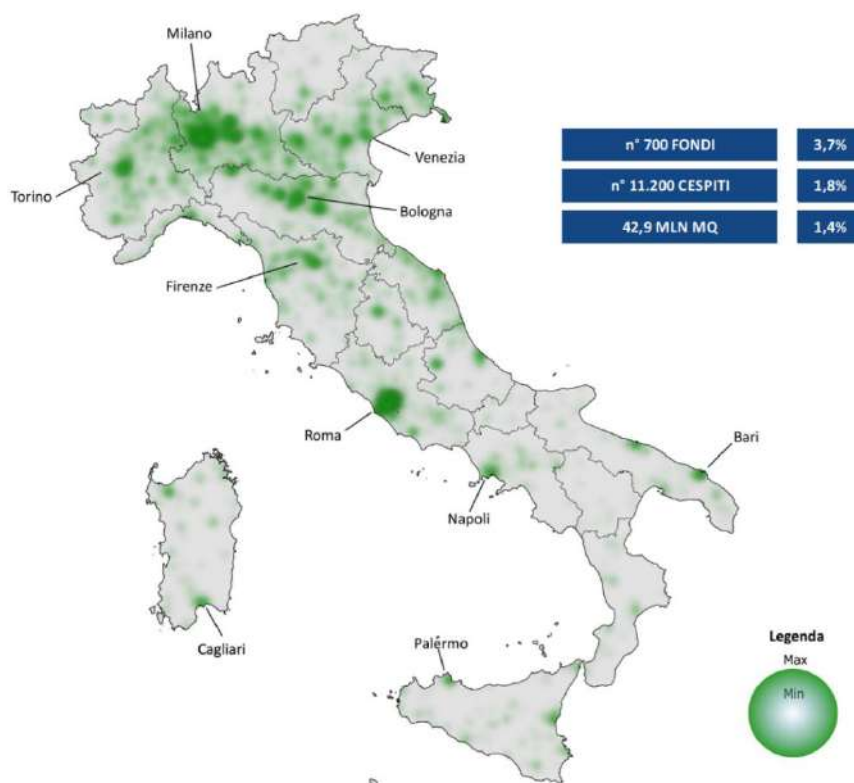 Milano
Venezia
n° 700 FONDI 3,7%
n° 11.200 CESPITI 1,8%
42,9 MLN MQ 1,4%
Torino
Bologna
Firenze
Roma
Bari
Napoli
Cagliari
Palermo
Legenda
Max
Min